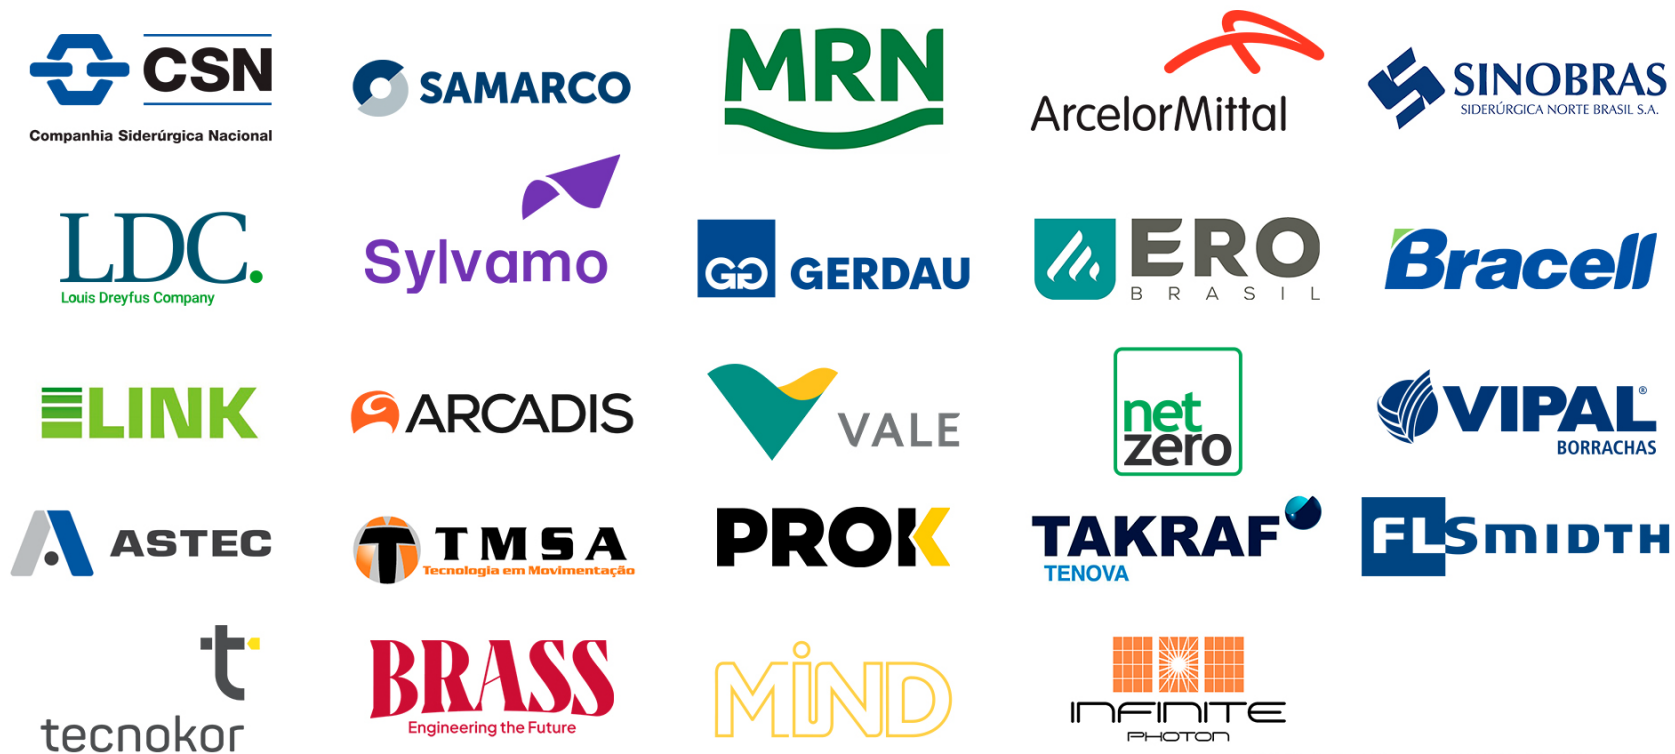 CSN
Companhia Siderúrgica Nacional
SAMARCO
MRN
ArcelorMittal
SINOBRAS
SIDERÚRGICA NORTE BRASIL S.A.
LDC.
Louis Dreyfus Company
Sylvamo
GG
GERDAU
ERO
BRASIL
Bracell
LINK
ARCADIS
VALE
net
zero
VIPAL®
BORRACHAS
ASTEC
TMSA
Tecnologia em Movimentação
PROK
TAKRAF
TENOVA
FLSMIDTH
t
tecnokor
BRASS
Engineering the Future
MIND
INFINITE
PHOTON